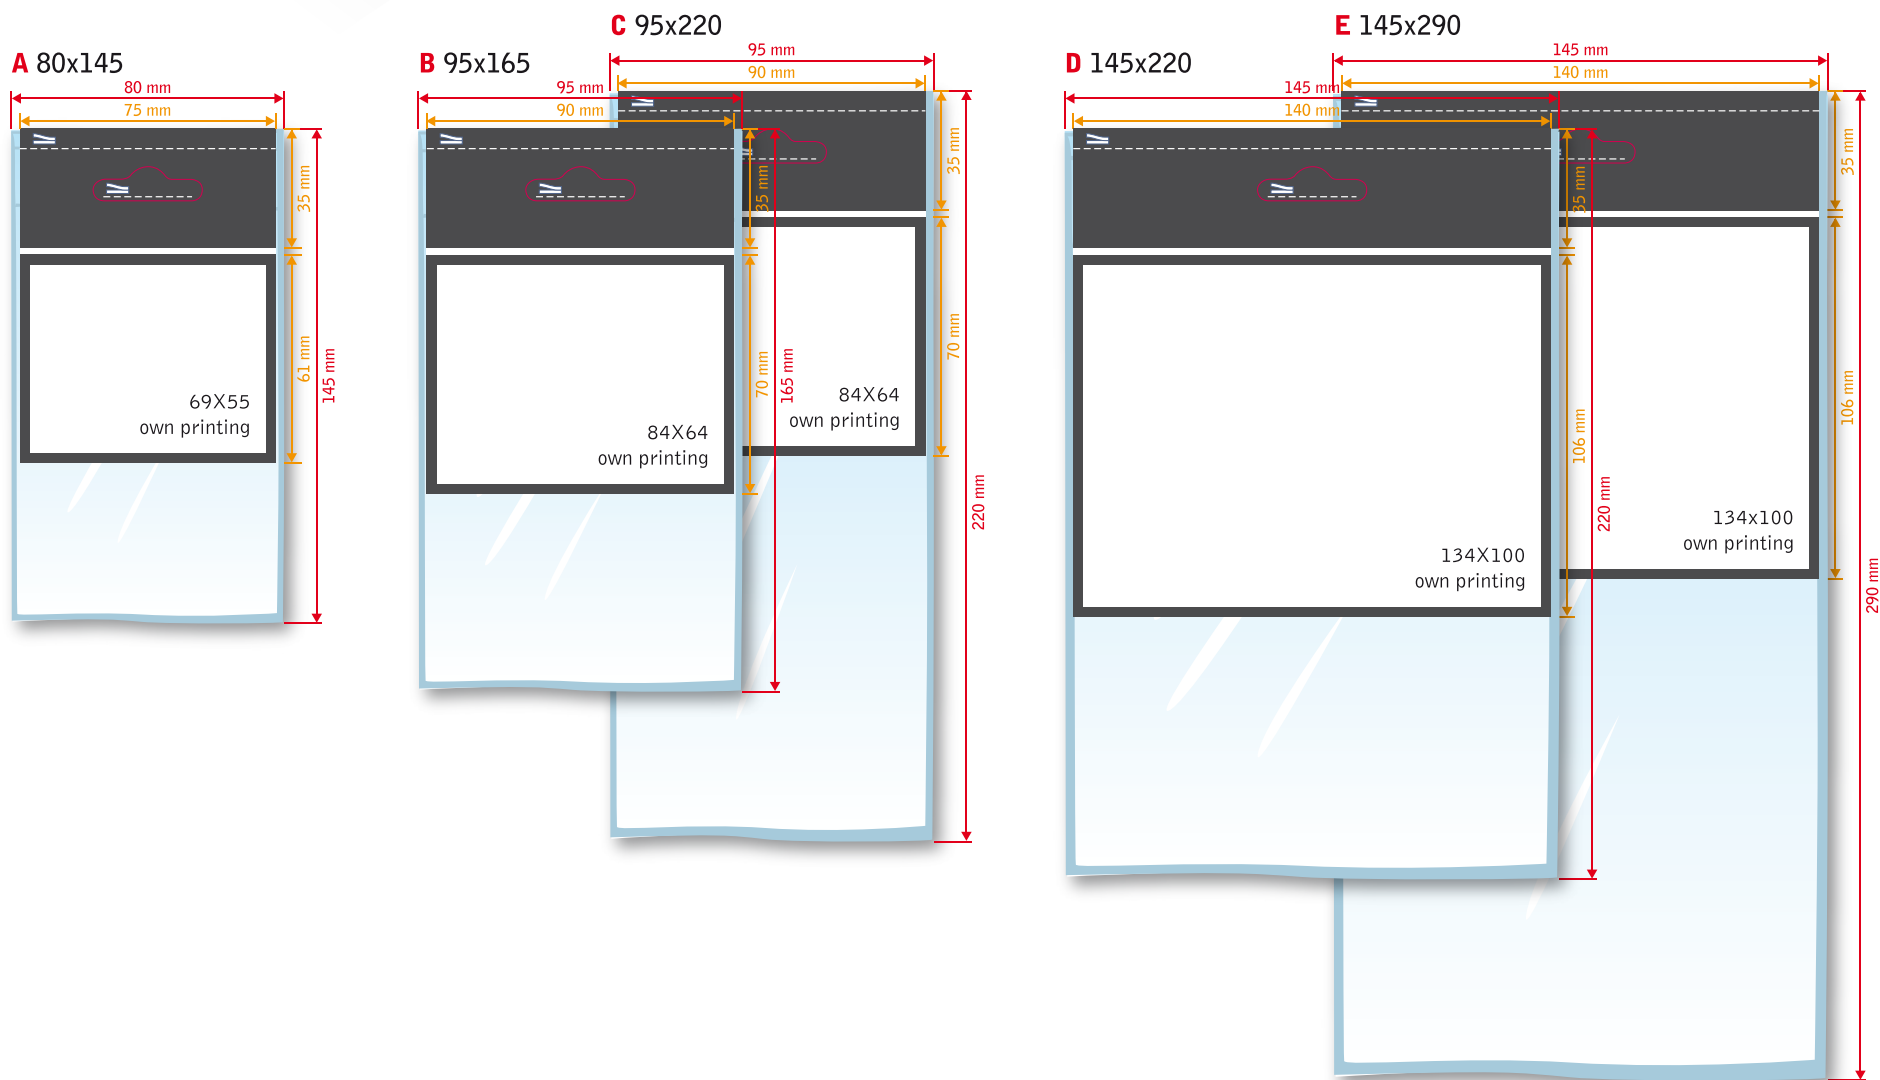 A 80x145
80 mm
75 mm
35 mm
61 mm
145 mm
69X55
own printing
B 95x165
95 mm
90 mm
35 mm
70 mm
165 mm
84X64
own printing
C 95x220
95 mm
90 mm
35 mm
70 mm
220 mm
84X64
own printing
D 145x220
145 mm
140 mm
35 mm
106 mm
220 mm
134X100
own printing
E 145x290
145 mm
140 mm
35 mm
106 mm
290 mm
134x100
own printing